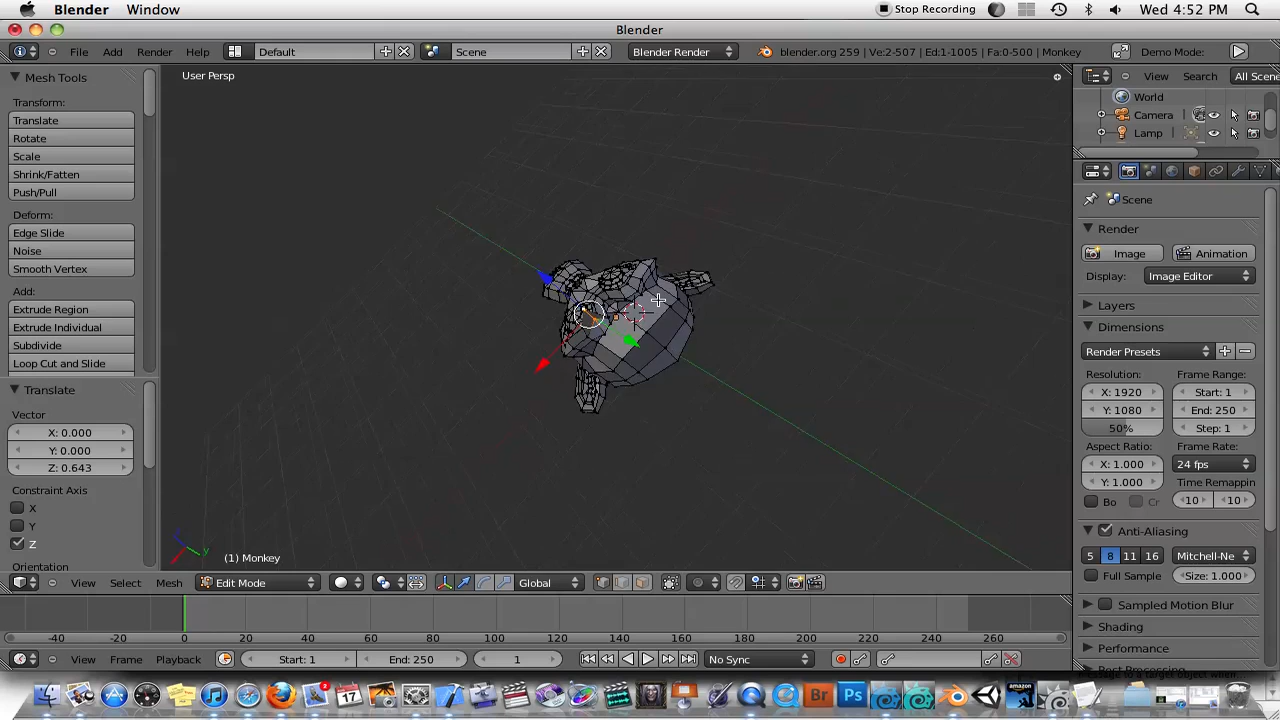 Blender Window Stop Recording Wed 4:52 PM
Blender
File Add Render Help Default Scene Blender Render blender.org 259 | Ve:2-507 | Ed:1-1005 | Fa:0-500 | Monkey Demo Mode:
Mesh Tools
Transform:
Translate
Rotate
Scale
Shrink/Fatten
Push/Pull
Deform:
Edge Slide
Noise
Smooth Vertex
Add:
Extrude Region
Extrude Individual
Subdivide
Loop Cut and Slide
Translate
Vector
X: 0.000
Y: 0.000
Z: 0.643
Constraint Axis
X
Y
Z
Orientation
User Persp
y
(1) Monkey
View Select Mesh Edit Mode Global
-40 -20 0 20 40 60 80 100 120 140 160 180 200 220 240 260
View Frame Playback Start: 1 End: 250 1 No Sync
View Search All Scene
World
Camera
Lamp
Scene
Render
Image Animation
Display: Image Editor
Layers
Dimensions
Render Presets
Resolution: Frame Range:
X: 1920 Start: 1
Y: 1080 End: 250
50% Step: 1
Aspect Ratio: Frame Rate:
X: 1.000 24 fps
Y: 1.000 Time Remappin
Bo Cr 10 10
Anti-Aliasing
5 8 11 16 Mitchell-Ne
Full Sample Size: 1.000
Sampled Motion Blur
Shading
Performance
2
17
Br Ps
amazon